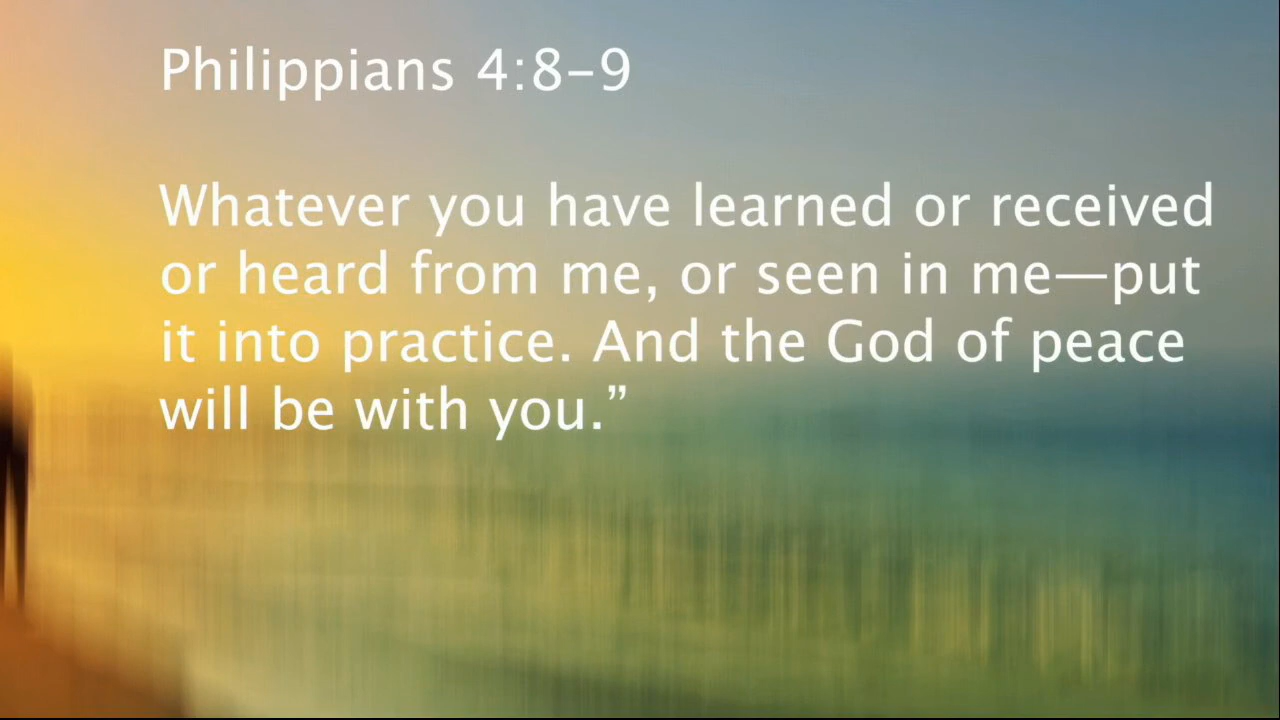 Philippians 4:8–9
Whatever you have learned or received
or heard from me, or seen in me—put
it into practice. And the God of peace
will be with you.”